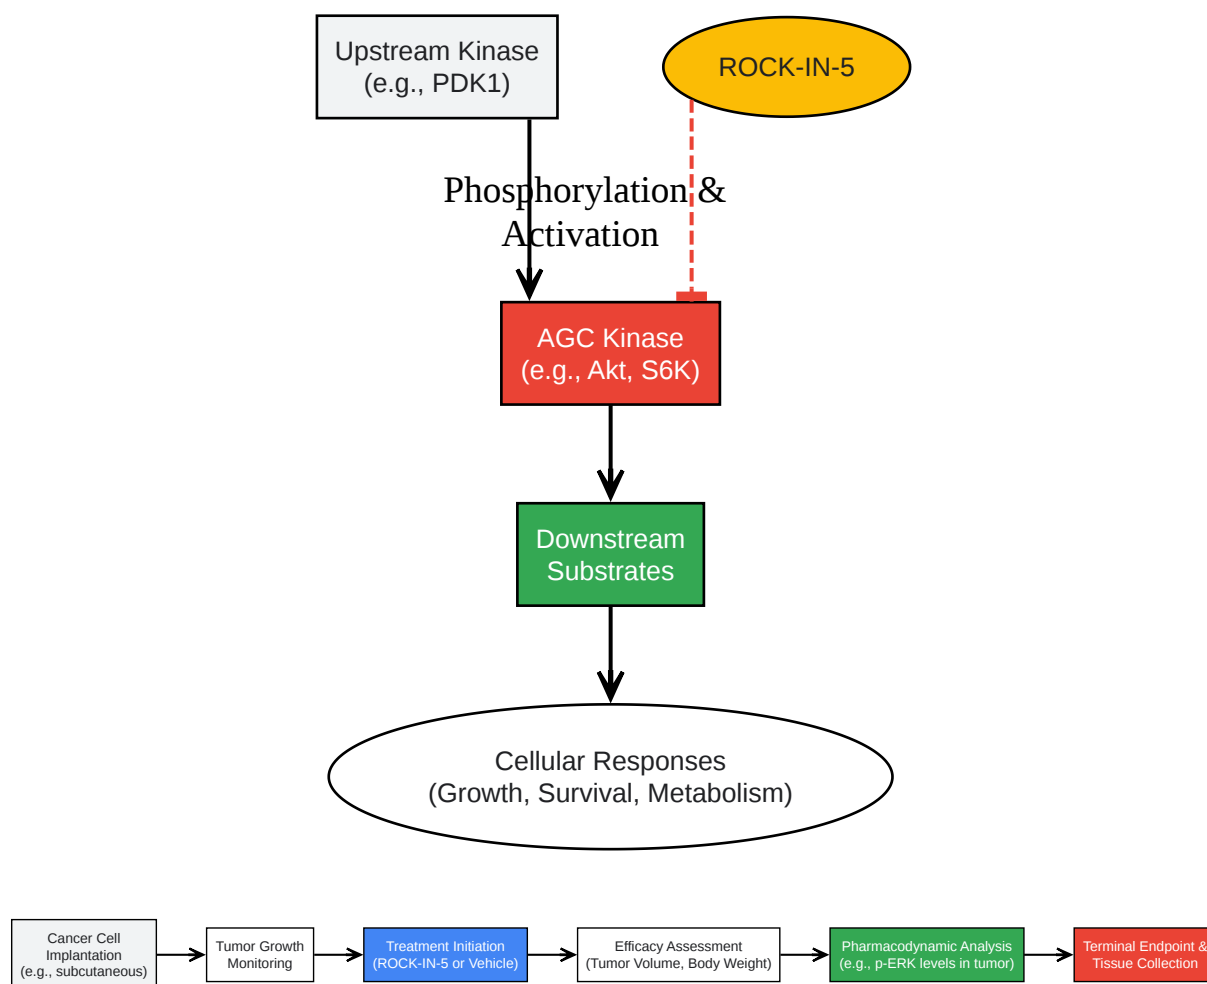 Upstream Kinase
(e.g., PDK1)
ROCK-IN-5
Phosphorylation &
Activation
AGC Kinase
(e.g., Akt, S6K)
Downstream
Substrates
Cellular Responses
(Growth, Survival, Metabolism)
Cancer Cell
Implantation
(e.g., subcutaneous)
Tumor Growth
Monitoring
Treatment Initiation
(ROCK-IN-5 or Vehicle)
Efficacy Assessment
(Tumor Volume, Body Weight)
Pharmacodynamic Analysis
(e.g., p-ERK levels in tumor)
Terminal Endpoint &
Tissue Collection